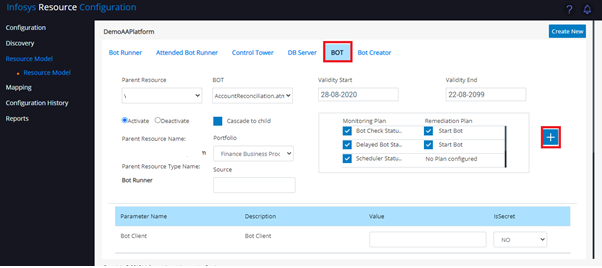 Infosys Resource Configuration
?
Configuration
Discovery
Resource Model
Resource Model
Mapping
Configuration History
Reports
DemoAAPlatform
Create New
Bot Runner
Attended Bot Runner
Control Tower
DB Server
BOT
Bot Creator
Parent Resource
BOT
Validity Start
Validity End
\
AccountReconciliation.atm
28-08-2020
22-08-2099
Activate
Deactivate
Cascade to child
Monitoring Plan
Remediation Plan
Bot Check Statu..
Start Bot
Delayed Bot Sta..
Start Bot
Scheduler Statu..
No Plan configured
+
Parent Resource Name:
Portfolio
Finance Business Proc
Parent Resource Type Name:
Source
Bot Runner
Parameter Name
Description
Value
IsSecret
Bot Client
Bot Client
NO